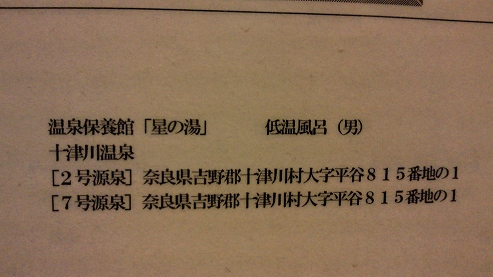 温泉保養館「星の湯」　　　低温風呂（男）
十津川温泉
［２号源泉］奈良県吉野郡十津川村大字平谷８１５番地の１
［７号源泉］奈良県吉野郡十津川村大字平谷８１５番地の１